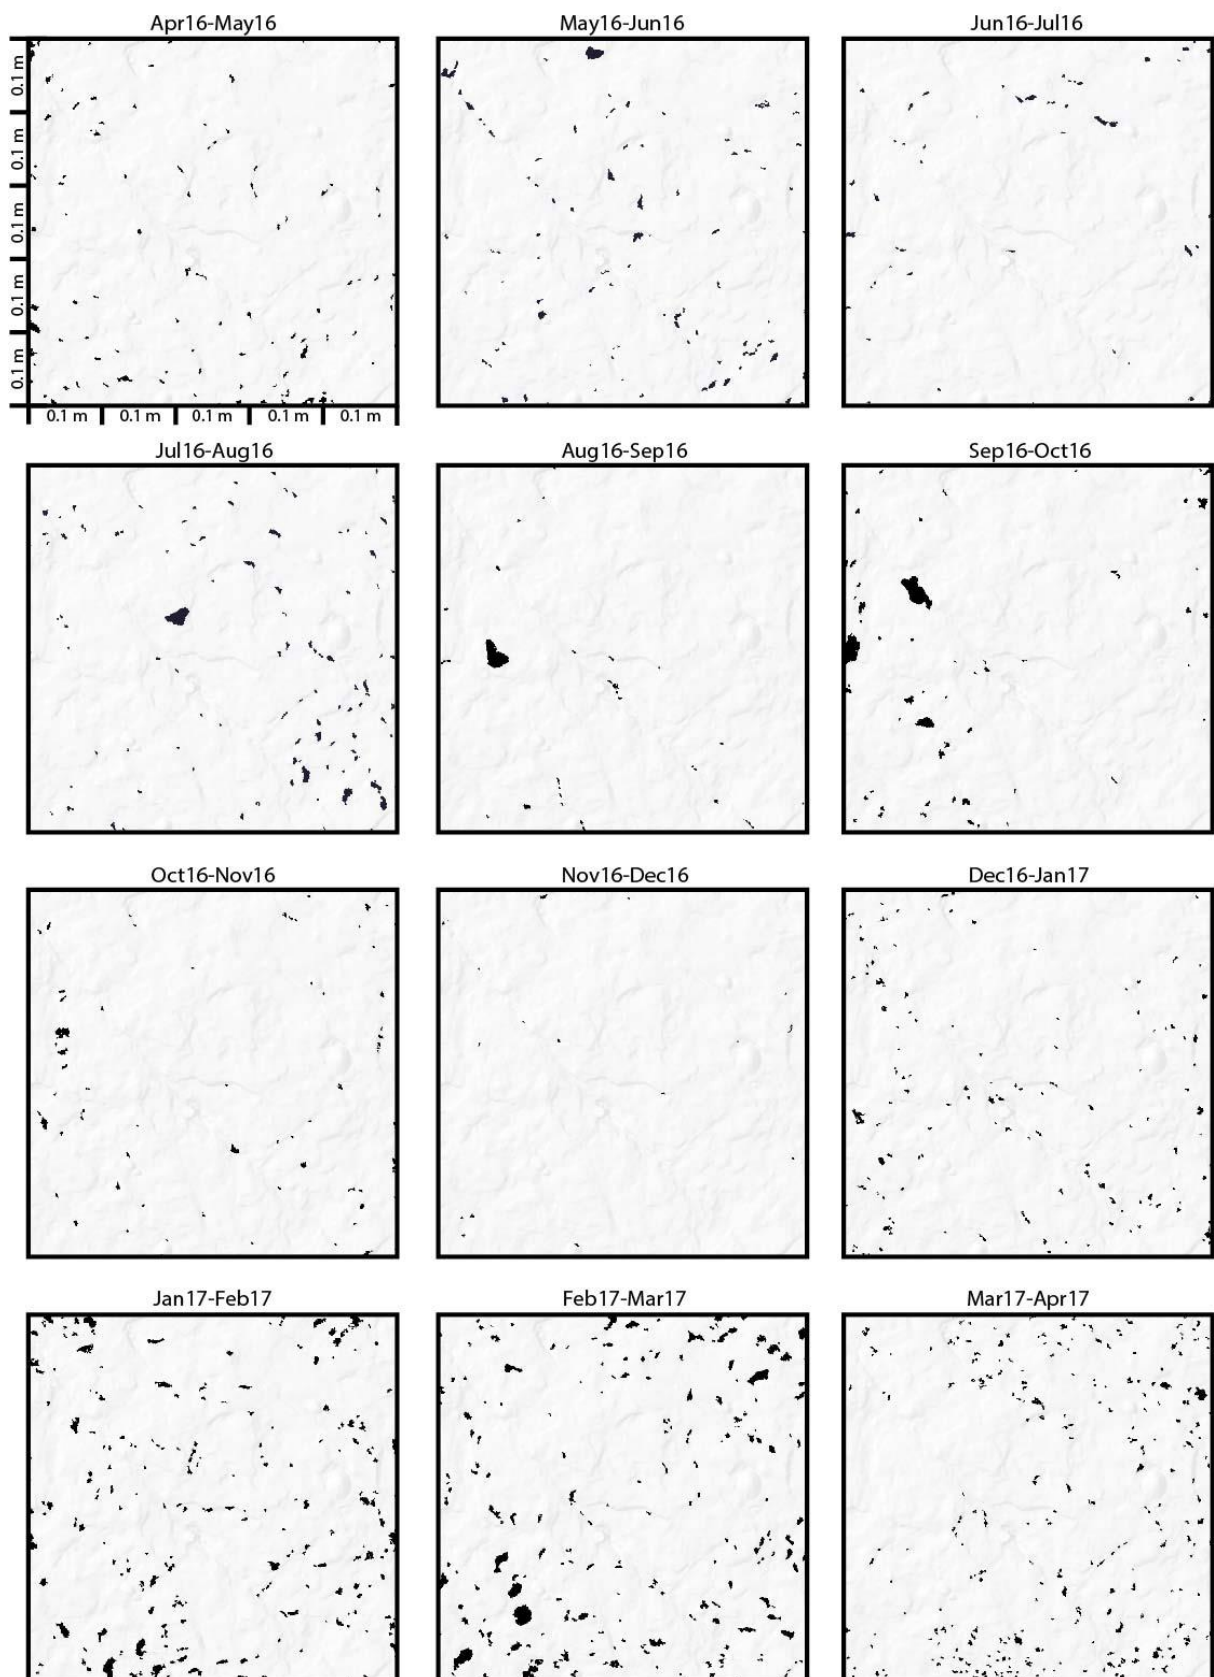 Apr16-May16 May16-Jun16 Jun16-Jul16
0.1 m
0.1 m
0.1 m
0.1 m
0.1 m
0.1 m 0.1 m 0.1 m 0.1 m 0.1 m
Jul16-Aug16 Aug16-Sep16 Sep16-Oct16
Oct16-Nov16 Nov16-Dec16 Dec16-Jan17
Jan17-Feb17 Feb17-Mar17 Mar17-Apr17